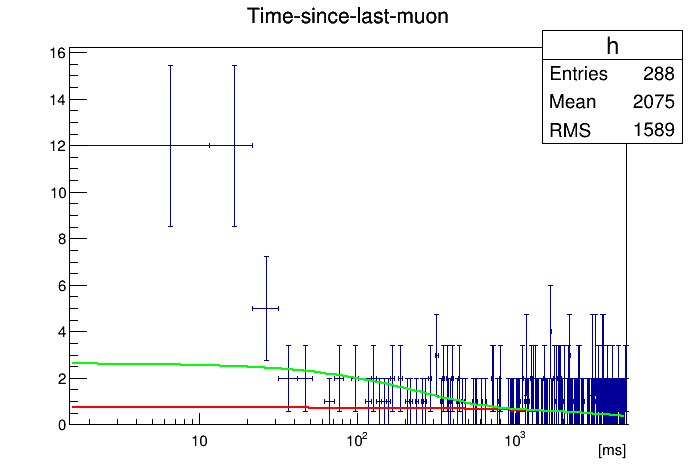 Time-since-last-muon
h
Entries 288
Mean 2075
RMS 1589
16
14
12
10
8
6
4
2
0
10
10²
10³
[ms]